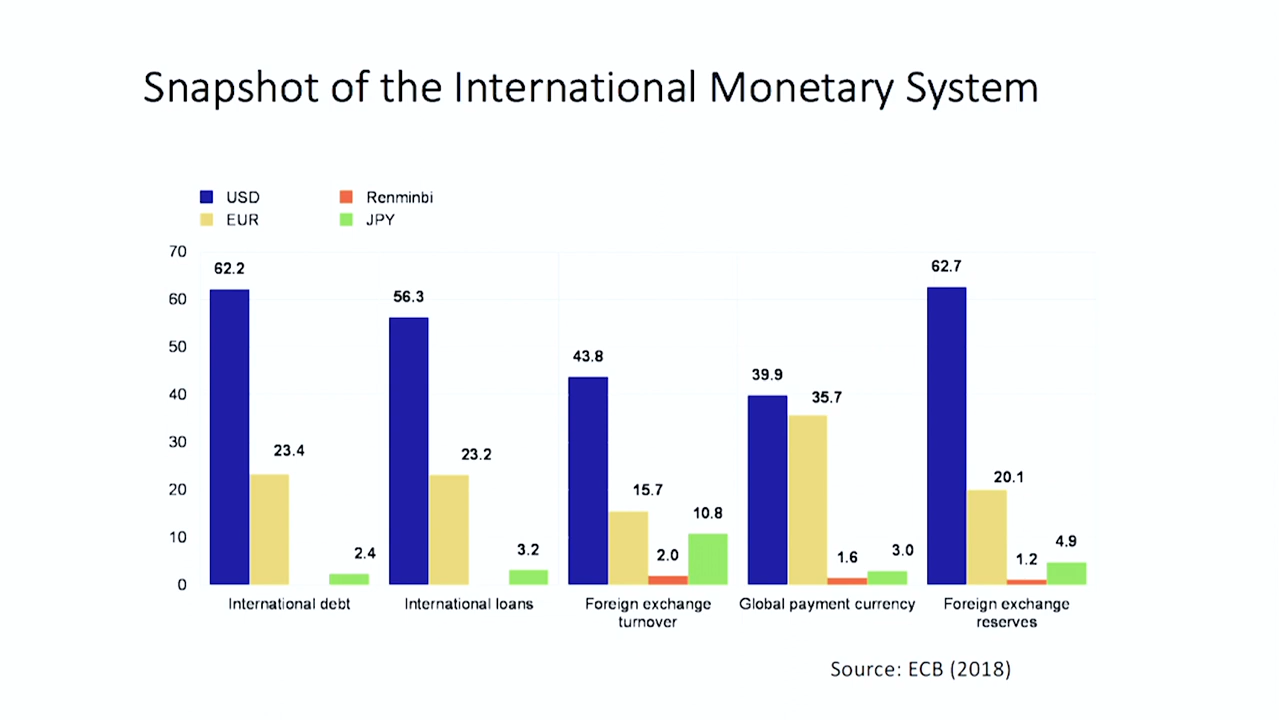 Snapshot of the International Monetary System
USD
Renminbi
EUR
JPY
70
60
50
40
30
20
10
0
62.2
23.4
2.4
56.3
23.2
3.2
43.8
15.7
2.0
10.8
39.9
35.7
1.6
3.0
62.7
20.1
1.2
4.9
International debt
International loans
Foreign exchange
turnover
Global payment currency
Foreign exchange
reserves
Source: ECB (2018)